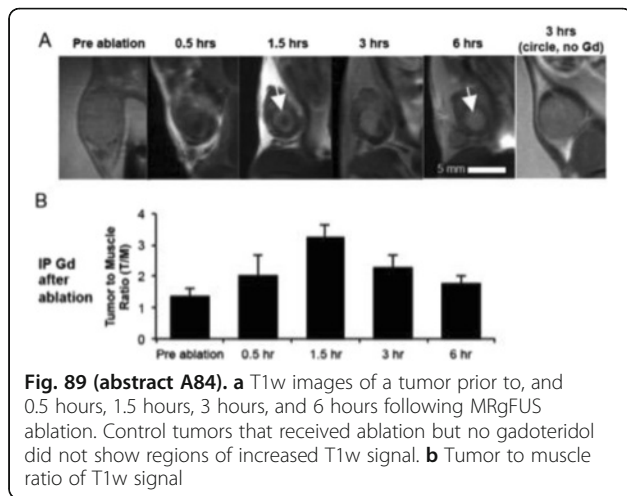 A
Pre ablation 0.5 hrs 1.5 hrs 3 hrs 6 hrs 3 hrs
(circle, no Gd)
5 mm
B
IP Gd
after
ablation
Tumor to Muscle
Ratio (T/M)
4
3
2
1
0
Pre ablation 0.5 hr 1.5 hr 3 hr 6 hr
Fig. 89 (abstract A84). a T1w images of a tumor prior to, and
0.5 hours, 1.5 hours, 3 hours, and 6 hours following MRgFUS
ablation. Control tumors that received ablation but no gadoteridol
did not show regions of increased T1w signal. b Tumor to muscle
ratio of T1w signal